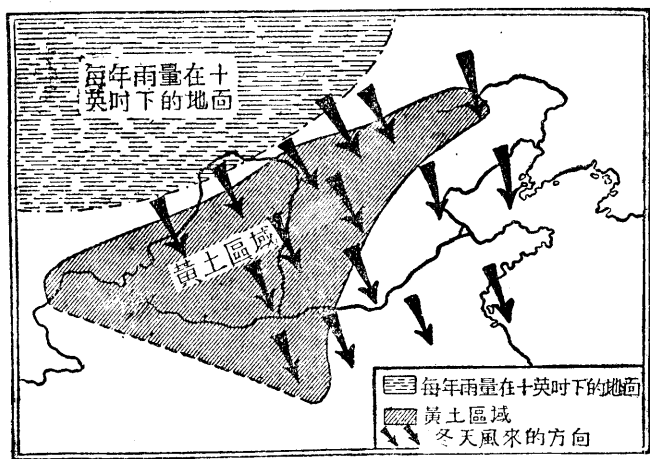 每年雨量在十
英吋下的地面
黃土區域
每年雨量在十英吋下的地面
黃土區域
冬天風來的方向